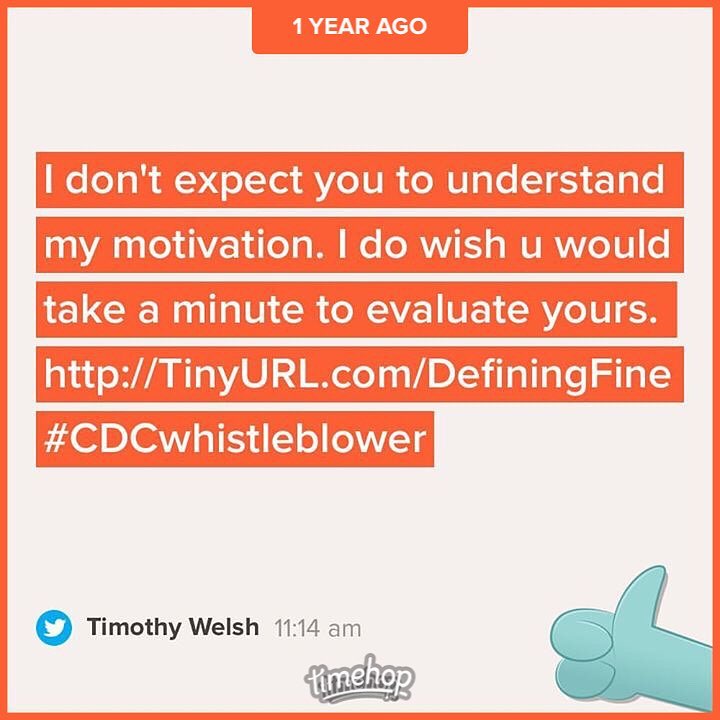 1 YEAR AGO
I don't expect you to understand
my motivation. I do wish u would
take a minute to evaluate yours.
http://TinyURL.com/DefiningFine
#CDCwhistleblower
Timothy Welsh 11:14 am
timehop